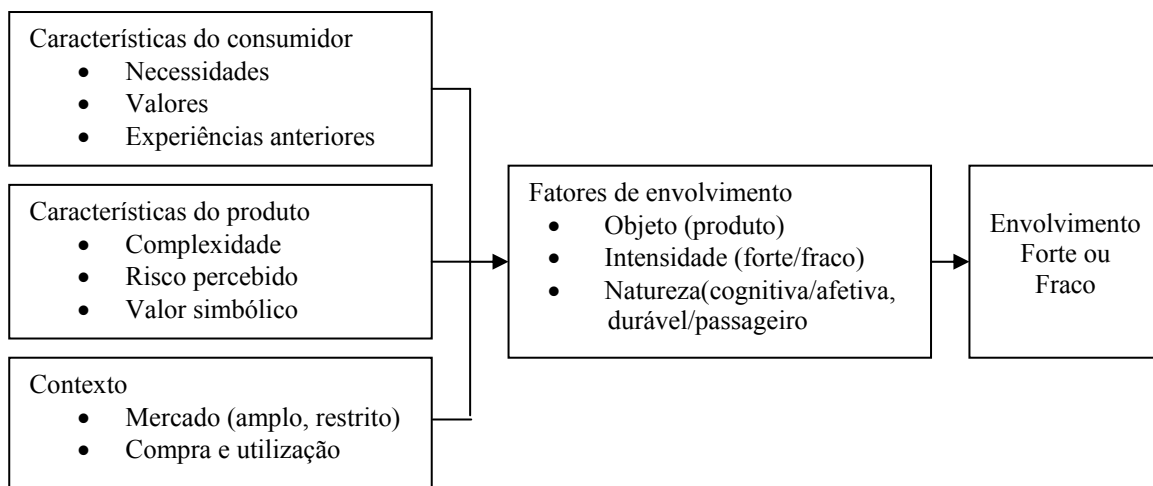 Características do consumidor
• Necessidades
• Valores
• Experiências anteriores
Características do produto
• Complexidade
• Risco percebido
• Valor simbólico
Contexto
• Mercado (amplo, restrito)
• Compra e utilização
Fatores de envolvimento
• Objeto (produto)
• Intensidade (forte/fraco)
• Natureza(cognitiva/afetiva,
durável/passageiro
Envolvimento
Forte ou
Fraco